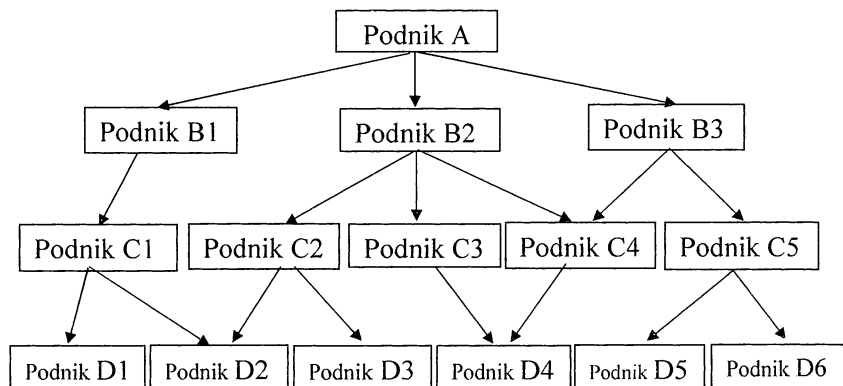 Podnik A
Podnik B1
Podnik B2
Podnik B3
Podnik C1
Podnik C2
Podnik C3
Podnik C4
Podnik C5
Podnik D1
Podnik D2
Podnik D3
Podnik D4
Podnik D5
Podnik D6